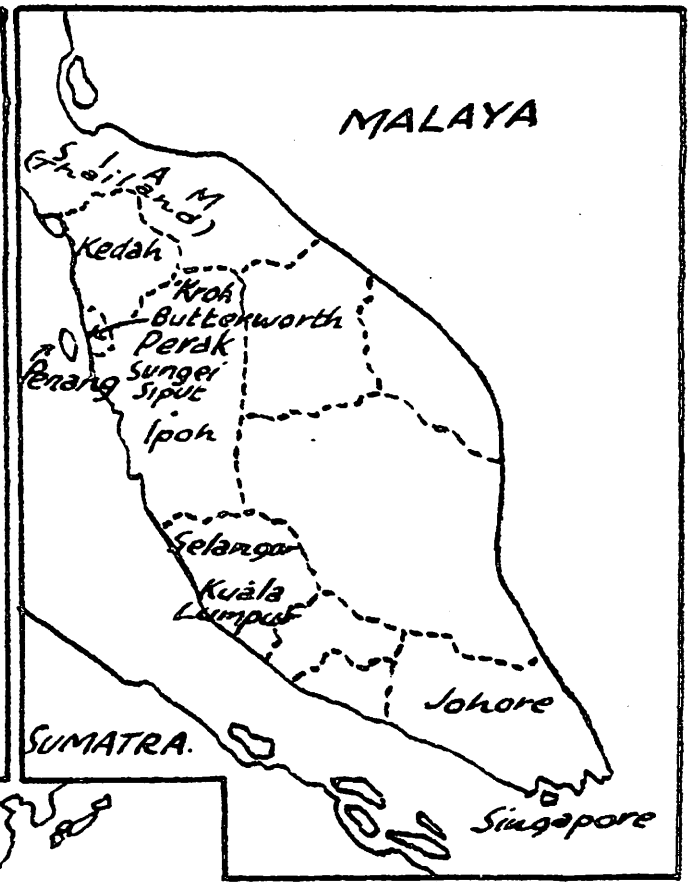 MALAYA
SIAM
(Thailand)
Kedah
Kroh
Butterworth
Perak
Penang
Sungei
Siput
Ipoh
Selangor
Kuala
Lumpur
Johore
SUMATRA.
Singapore